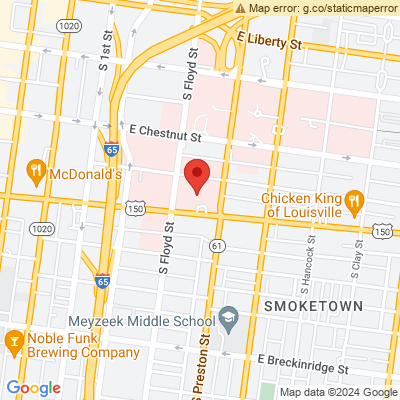 Map error: g.co/staticmaperror
E Liberty St
S 1st St
1020
S Floyd St
E Chestnut St
65
McDonald's
Chicken King
of Louisville
150
150
1020
S Floyd St
61
S Hancock St
S Clay St
65
SMOKETOWN
Meyzeek Middle School
Noble Funk
Brewing Company
S Preston St
E Breckinridge St
Google
Map data ©2024 Google